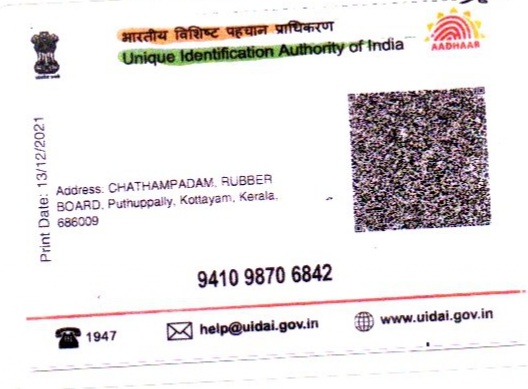 भारतीय विशिष्ट पहचान प्राधिकरण
Unique Identification Authority of India
AADHAAR
Print Date: 13/12/2021
Address: CHATHAMPADAM, RUBBER
BOARD, Puthuppally, Kottayam, Kerala,
686009
9410 9870 6842
1947
help@uidai.gov.in
www.uidai.gov.in